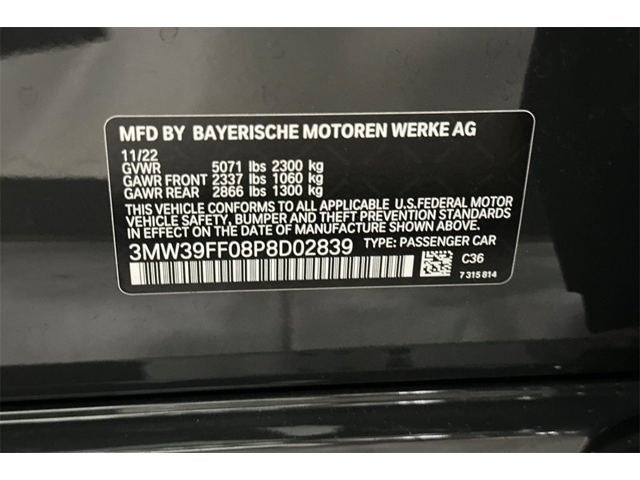 MFD BY BAYERISCHE MOTOREN WERKE AG
11/22
GVWR 5071 lbs 2300 kg
GAWR FRONT 2337 lbs 1060 kg
GAWR REAR 2866 lbs 1300 kg
THIS VEHICLE CONFORMS TO ALL APPLICABLE U.S.FEDERAL MOTOR
VEHICLE SAFETY, BUMPER AND THEFT PREVENTION STANDARDS
IN EFFECT ON THE DATE OF MANUFACTURE SHOWN ABOVE.
3MW39FF08P8D02839 TYPE: PASSENGER CAR
C36
7 315 814